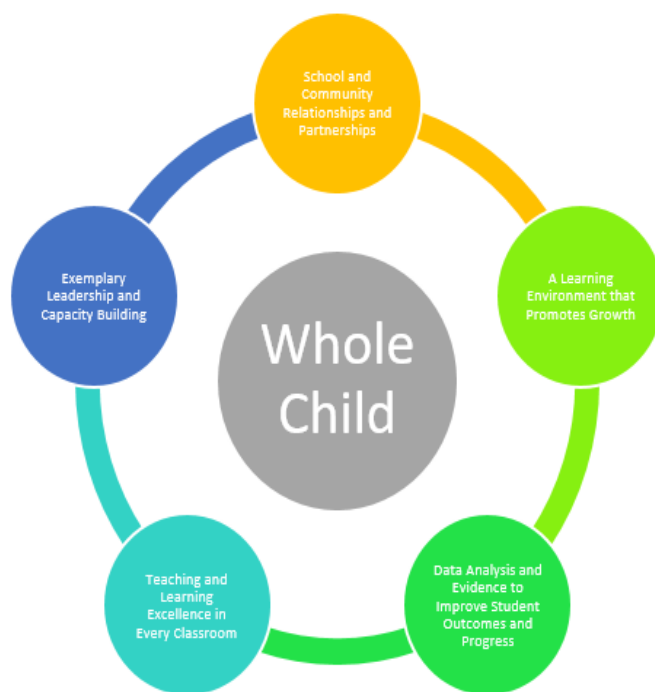 School and
Community
Relationships and
Partnerships
A Learning
Environment that
Promotes Growth
Data Analysis and
Evidence to
Improve Student
Outcomes and
Progress
Teaching and
Learning
Excellence in
Every Classroom
Exemplary
Leadership and
Capacity Building
Whole
Child